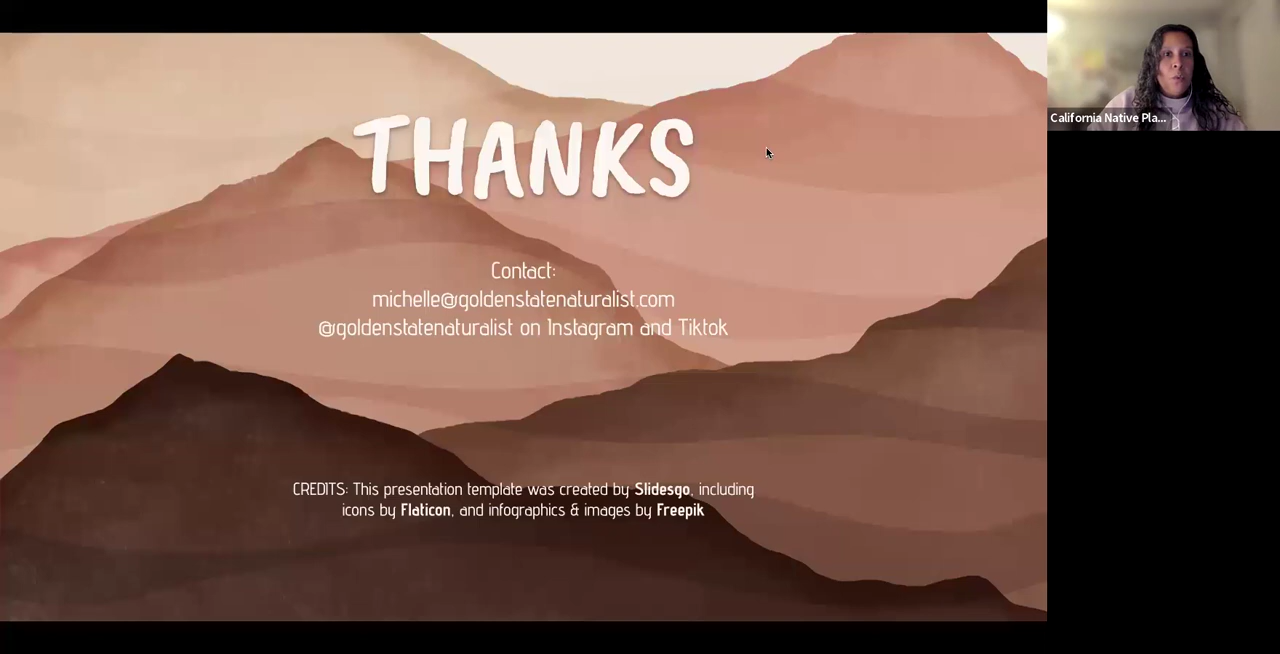 California Native Pla...
THANKS
Contact:
michelle@goldenstatenaturalist.com
@goldenstatenaturalist on Instagram and Tiktok
CREDITS: This presentation template was created by Slidesgo, including
icons by Flaticon, and infographics & images by Freepik